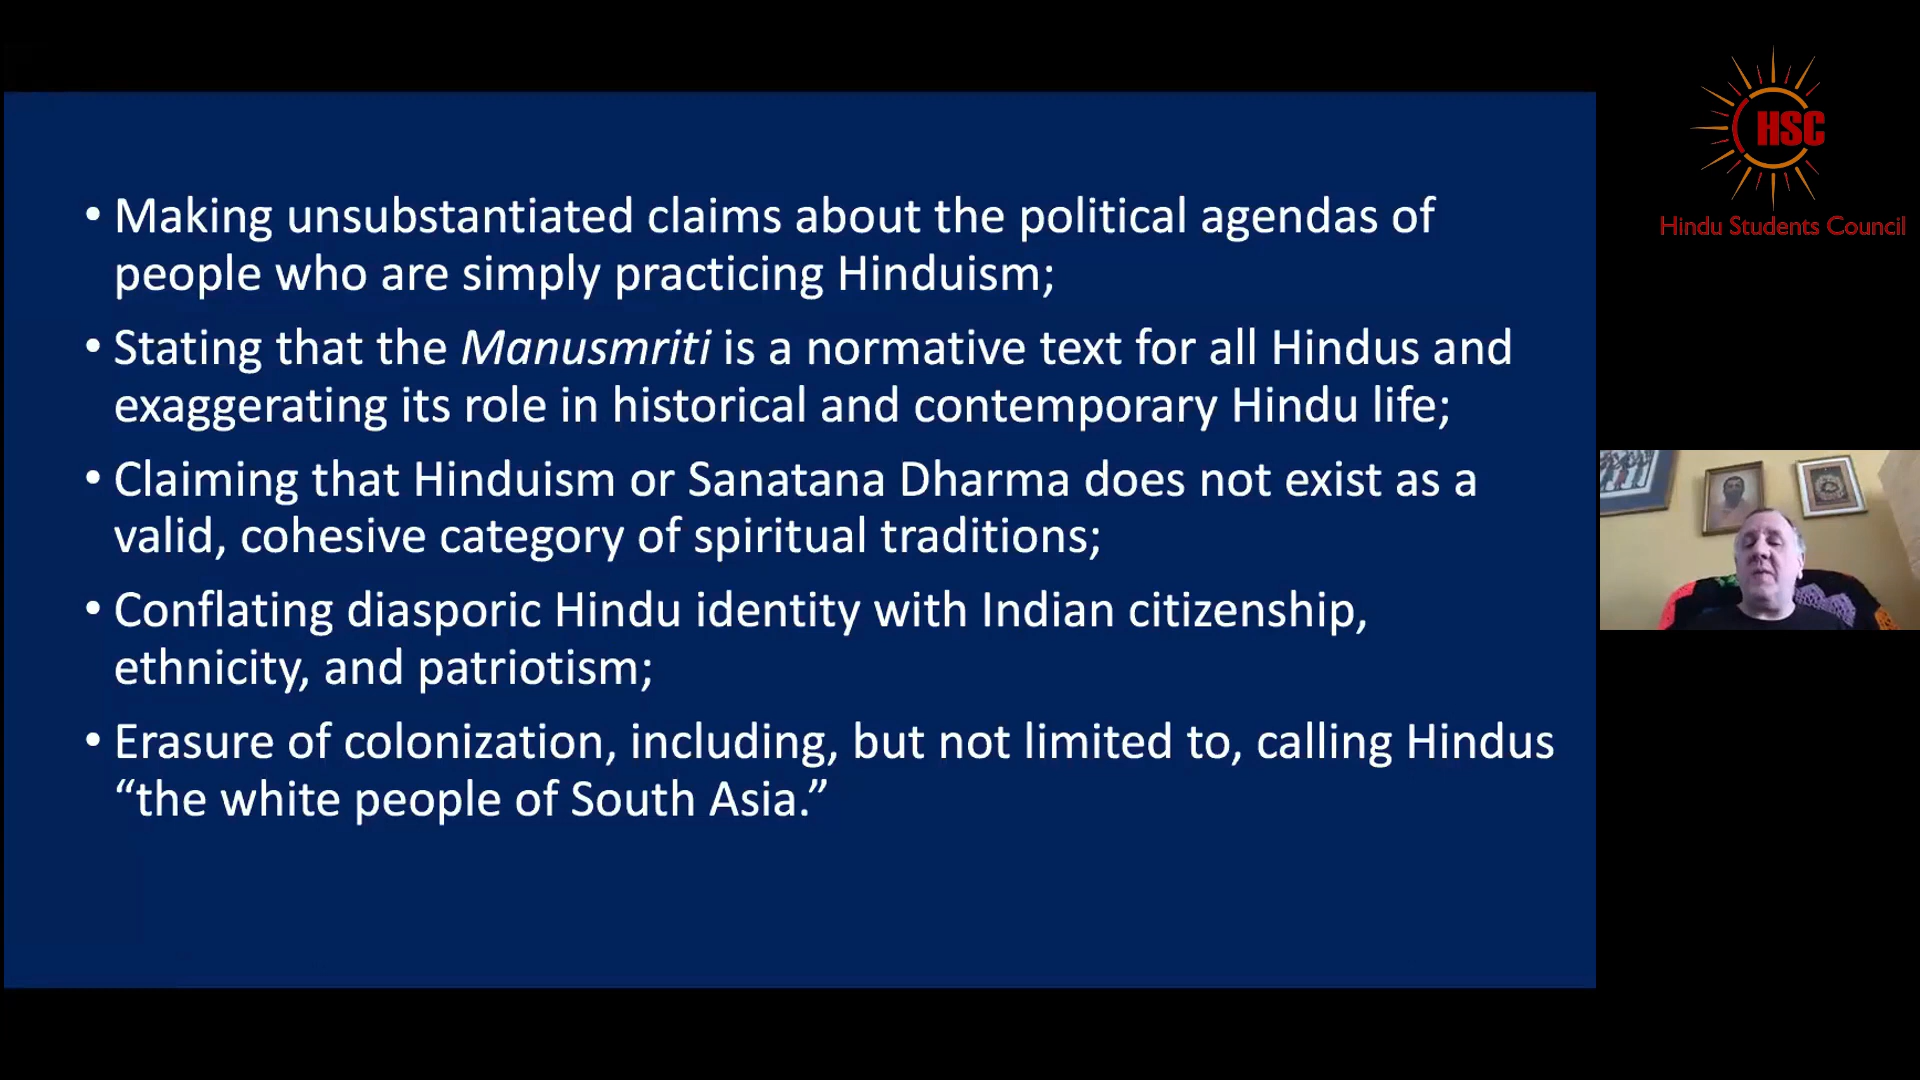 • Making unsubstantiated claims about the political agendas of
people who are simply practicing Hinduism;
• Stating that the Manusmriti is a normative text for all Hindus and
exaggerating its role in historical and contemporary Hindu life;
• Claiming that Hinduism or Sanatana Dharma does not exist as a
valid, cohesive category of spiritual traditions;
• Conflating diasporic Hindu identity with Indian citizenship,
ethnicity, and patriotism;
• Erasure of colonization, including, but not limited to, calling Hindus
“the white people of South Asia.”
HSC
Hindu Students Council